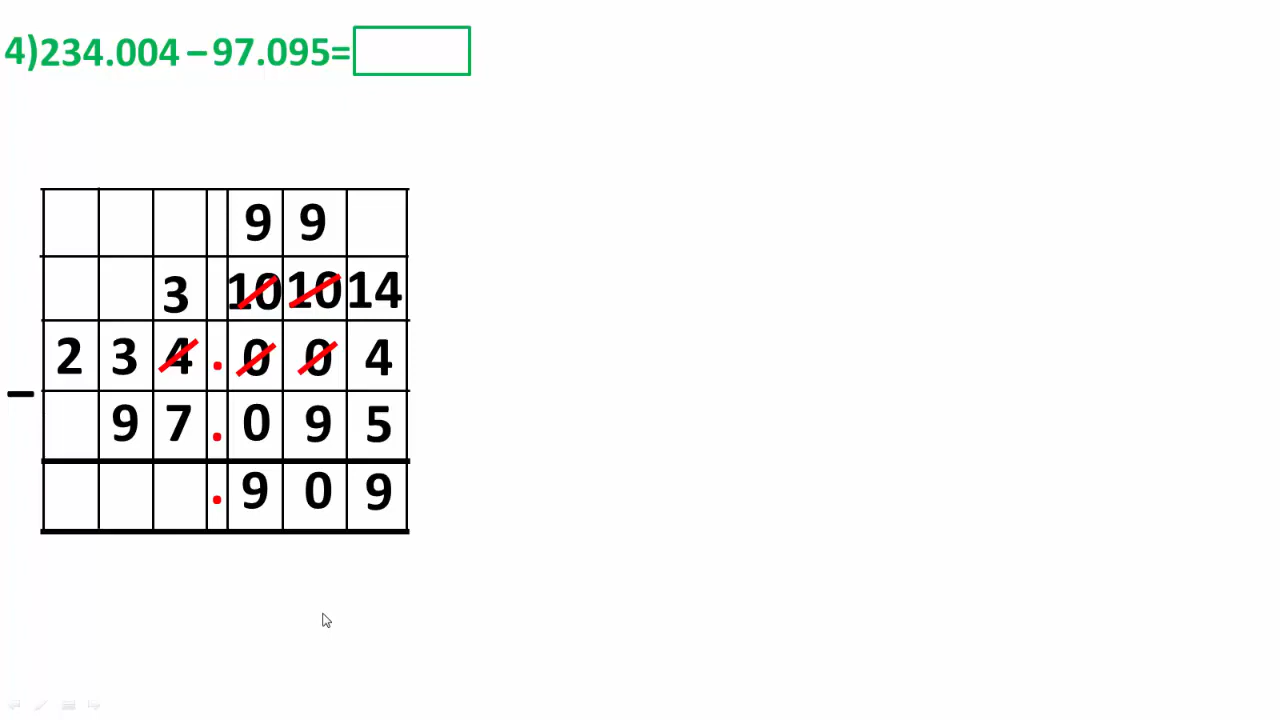 4)234.004 – 97.095=
9 9
3 10 10 14
2 3 4 . 0 0 4
– 9 7 . 0 9 5
. 9 0 9